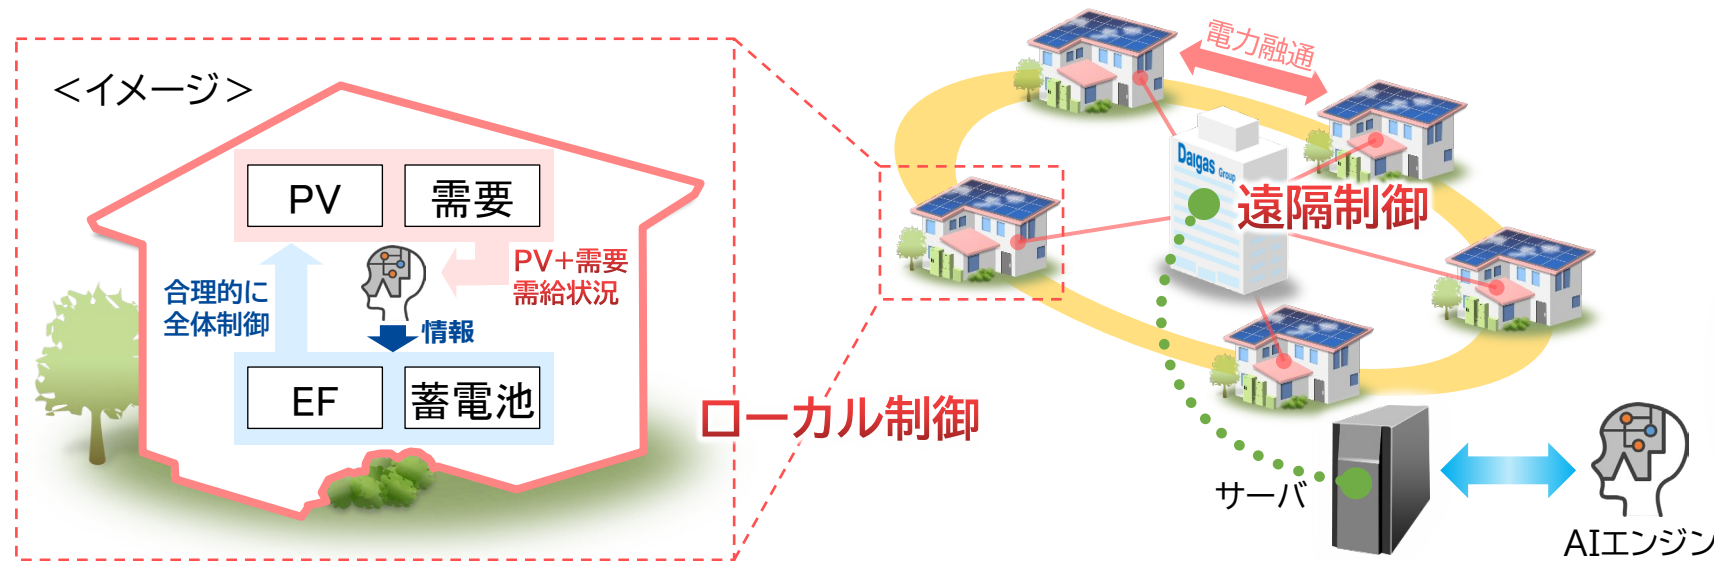 ＜イメージ＞
PV
需要
PV+需要
需給状況
合理的に
全体制御
情報
EF
蓄電池
ローカル制御
電力融通
Daigas Group
遠隔制御
サーバ
AIエンジン